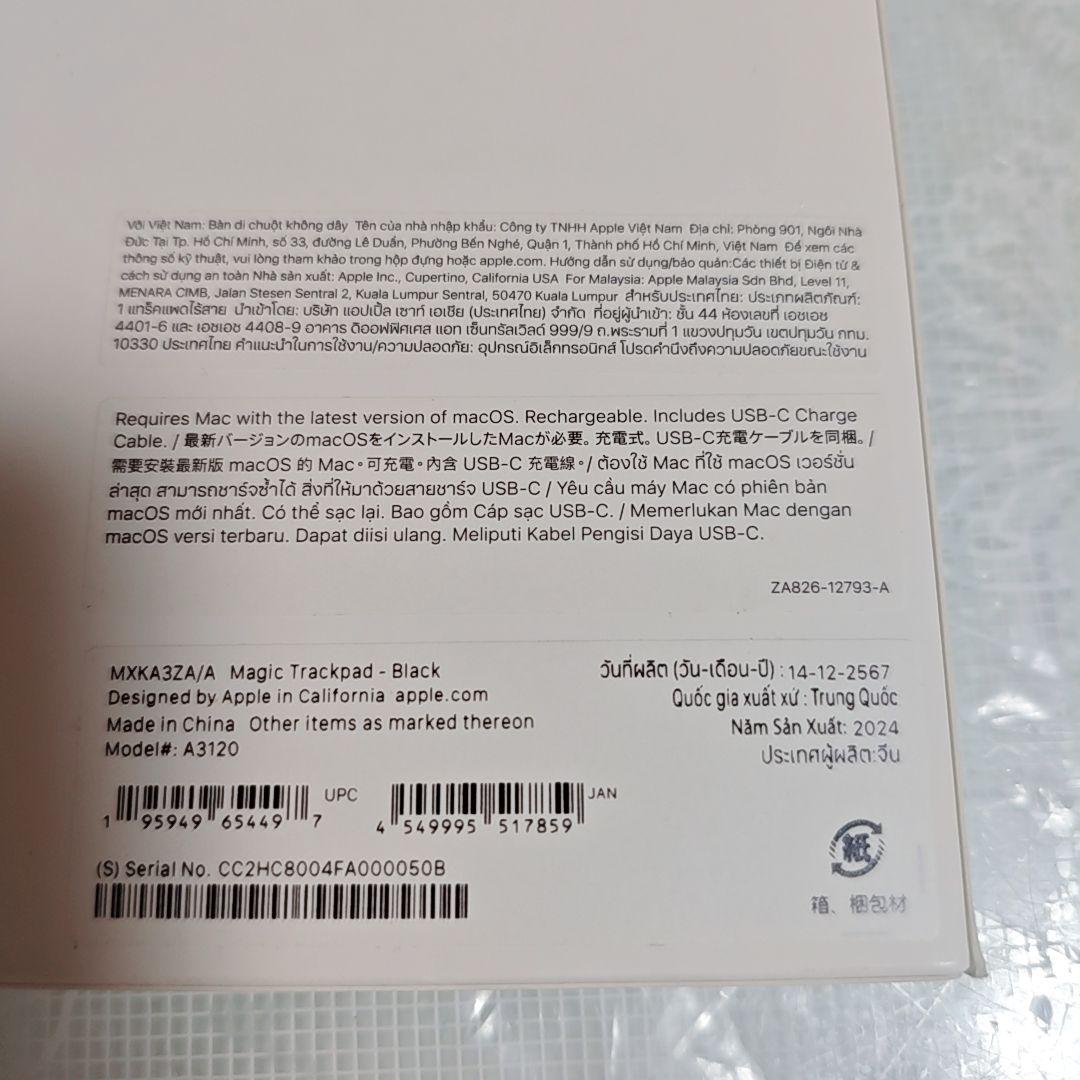 Với Việt Nam: Bàn di chuột không dây Tên của nhà nhập khẩu: Công ty TNHH Apple Việt Nam Địa chỉ: Phòng 901, Ngôi Nhà
Đức Tại Tp. Hồ Chí Minh, số 33, đường Lê Duẩn, Phường Bến Nghé, Quận 1, Thành phố Hồ Chí Minh, Việt Nam Để xem các
thông số kỹ thuật, vui lòng tham khảo trong hộp đựng hoặc apple.com. Hướng dẫn sử dụng/bảo quản:Các thiết bị Điện tử &
cách sử dụng an toàn Nhà sản xuất: Apple Inc., Cupertino, California USA For Malaysia: Apple Malaysia Sdn Bhd, Level 11,
MENARA CIMB, Jalan Stesen Sentral 2, Kuala Lumpur Sentral, 50470 Kuala Lumpur สำหรับประเทศไทย: ประเภทผลิตภัณฑ์:
1 แทร็คแพดไร้สาย นำเข้าโดย: บริษัท แอปเปิ้ล เซาท์ เอเชีย (ประเทศไทย) จำกัด ที่อยู่ผู้นำเข้า: ชั้น 44 ห้องเลขที่ เอชเอช
4401-6 และ เอชเอช 4408-9 อาคาร ดิออฟฟิศเศส แอท เซ็นทรัลเวิลด์ 999/9 ถ.พระรามที่ 1 แขวงปทุมวัน เขตปทุมวัน กทม.
10330 ประเทศไทย คำแนะนำในการใช้งาน/ความปลอดภัย: อุปกรณ์อิเล็กทรอนิกส์ โปรดคำนึงถึงความปลอดภัยขณะใช้งาน
Requires Mac with the latest version of macOS. Rechargeable. Includes USB-C Charge
Cable. / 最新バージョンのmacOSをインストールしたMacが必要。充電式。USB-C充電ケーブルを同梱。/
需要安裝最新版 macOS 的 Mac。可充電。內含 USB-C 充電線。/ ต้องใช้ Mac ที่ใช้ macOS เวอร์ชั่น
ล่าสุด สามารถชาร์จซ้ำได้ สิ่งที่ให้มาด้วยสายชาร์จ USB-C / Yêu cầu máy Mac có phiên bản
macOS mới nhất. Có thể sạc lại. Bao gồm Cáp sạc USB-C. / Memerlukan Mac dengan
macOS versi terbaru. Dapat diisi ulang. Meliputi Kabel Pengisi Daya USB-C.
ZA826-12793-A
MXKA3ZA/A Magic Trackpad - Black
Designed by Apple in California apple.com
Made in China Other items as marked thereon
Model#: A3120
วันที่ผลิต (วัน-เดือน-ปี) : 14-12-2567
Quốc gia xuất xứ : Trung Quốc
Năm Sản Xuất: 2024
ประเทศผู้ผลิต:จีน
UPC
1 95949 65449 7
JAN
4 549995 517859
(S) Serial No. CC2HC8004FA000050B
紙
箱、梱包材